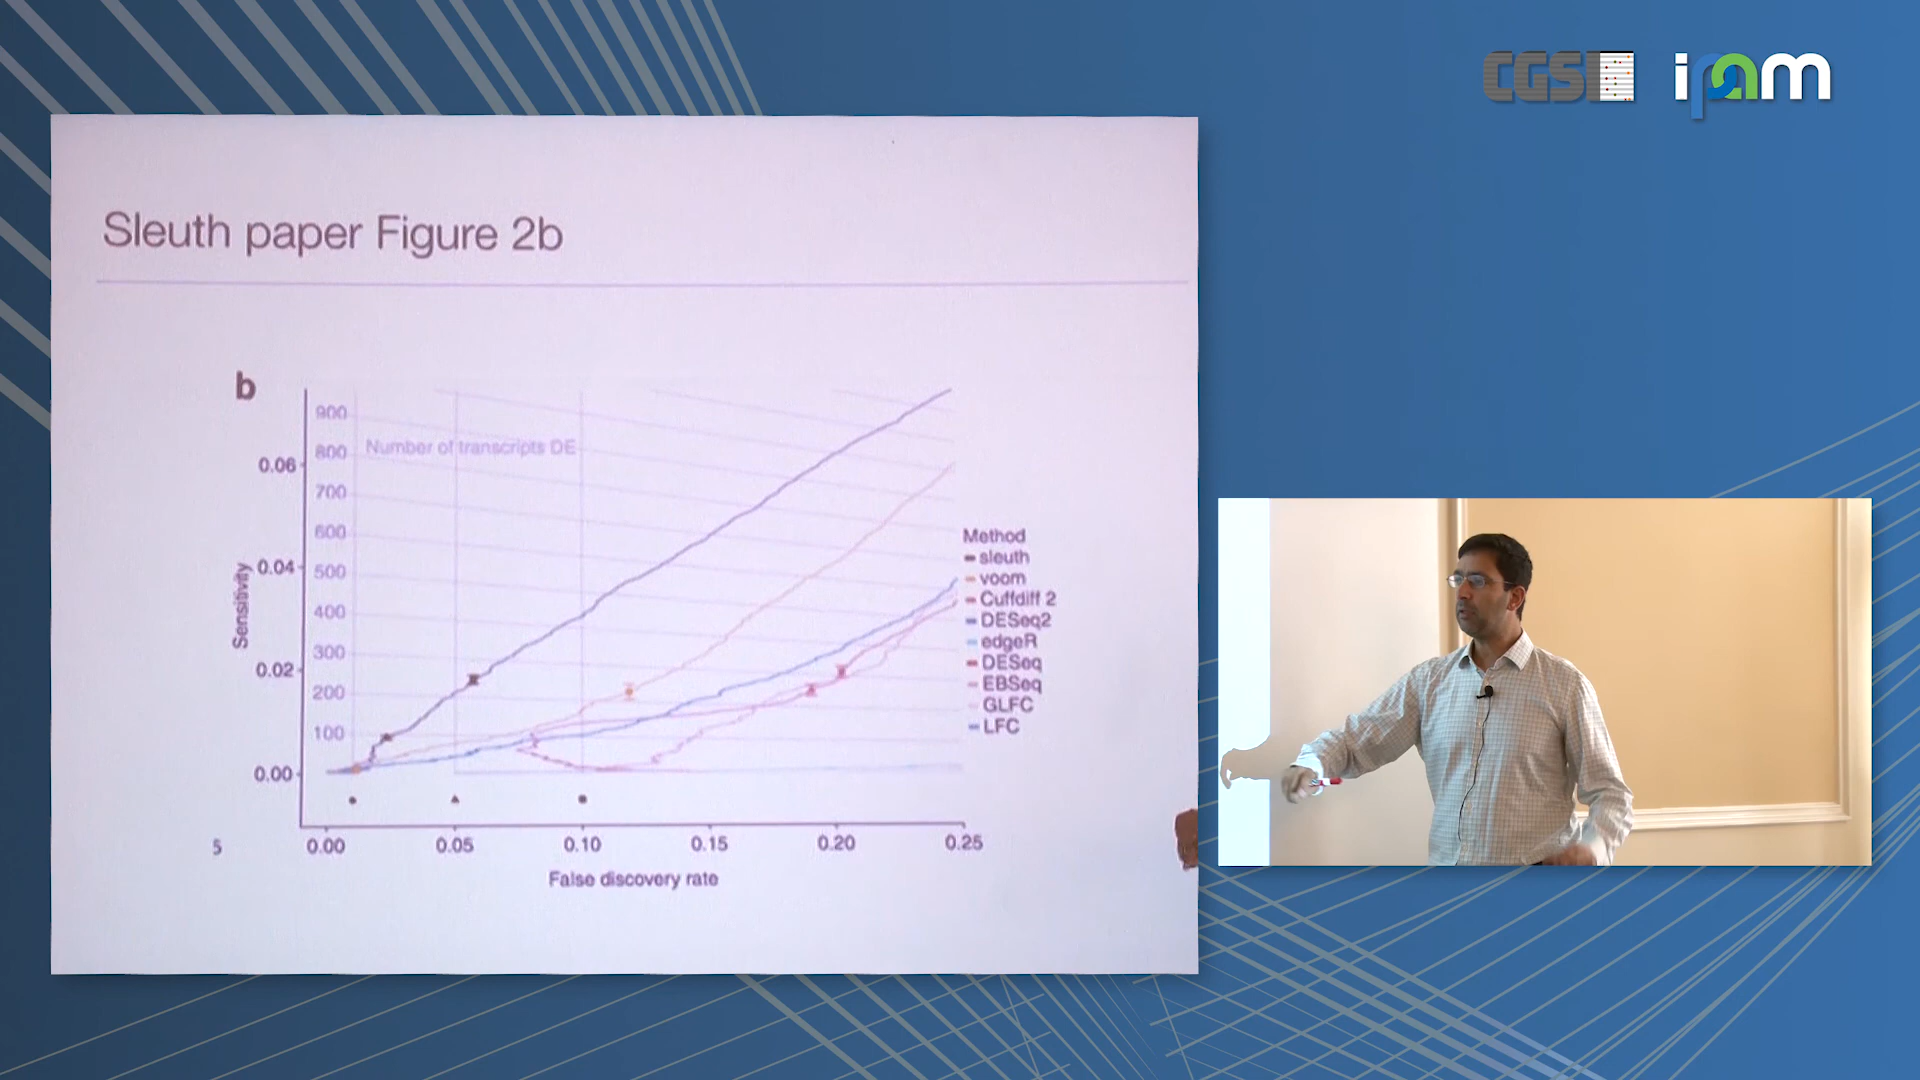 CGSI
ipam
Sleuth paper Figure 2b
b
900
Number of transcripts DE
800
0.06
700
600
0.04
500
400
300
0.02
200
100
0.00
Sensitivity
Method
sleuth
voom
Cuffdiff 2
DESeq2
edgeR
DESeq
EBSeq
GLFC
LFC
0.00 0.05 0.10 0.15 0.20 0.25
False discovery rate
5